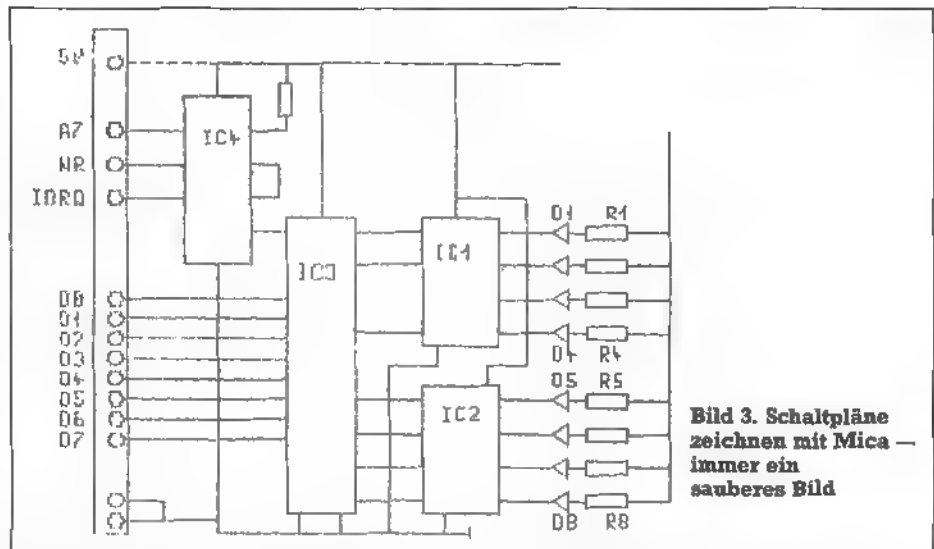 5V
A7
WR
IORQ
D0
D1
D2
D3
D4
D5
D6
D7
IC4
IC3
IC1
IC2
D1 R1
D4 R4
D5 R5
D8 R8
Bild 3. Schaltpläne
zeichnen mit Mica —
immer ein
sauberes Bild